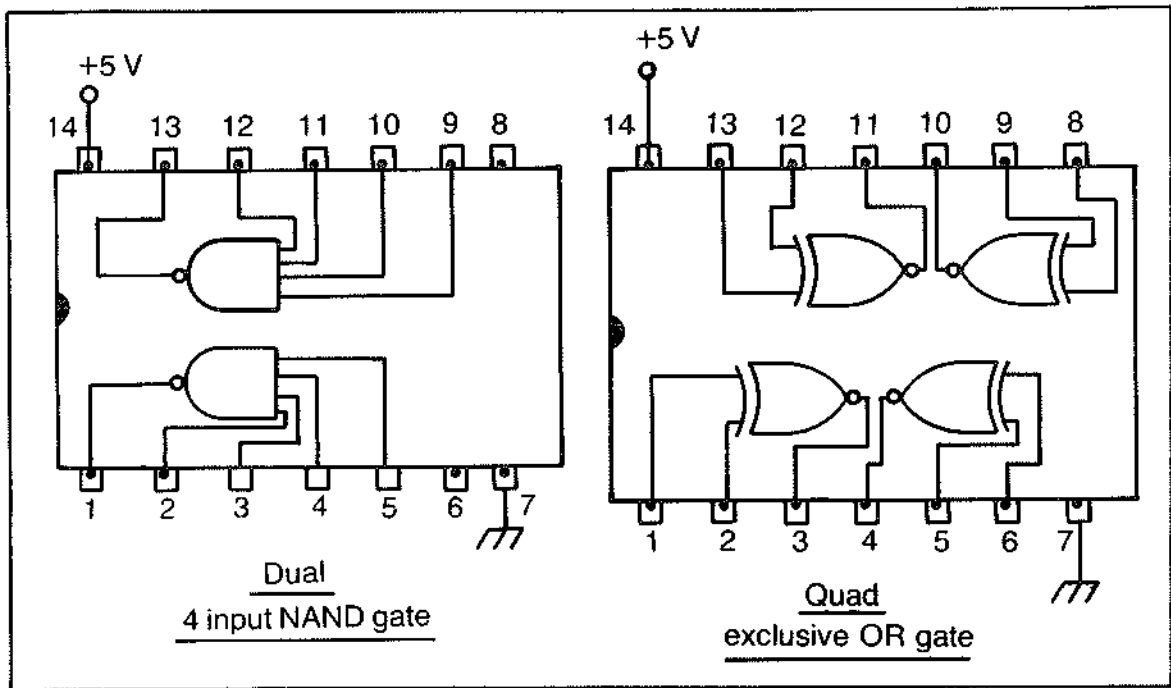 +5 V
14 13 12 11 10 9 8
1 2 3 4 5 6 7
Dual
4 input NAND gate
+5 V
14 13 12 11 10 9 8
1 2 3 4 5 6 7
Quad
exclusive OR gate